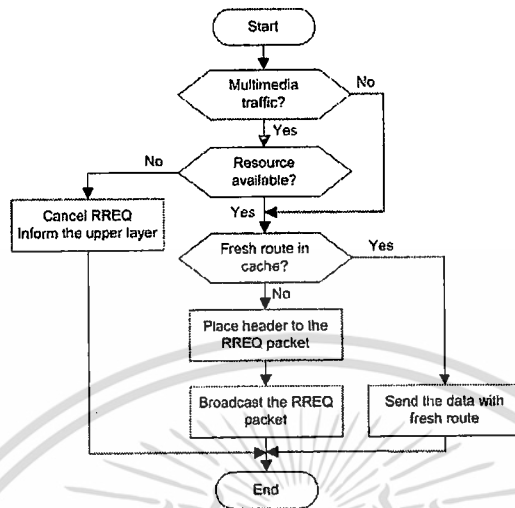 Start
Multimedia
traffic?
No
Yes
No
Resource
available?
Cancel RREQ
Inform the upper layer
Yes
Fresh route in
cache?
Yes
No
Place header to the
RREQ packet
Broadcast the RREQ
packet
Send the data with
fresh route
End